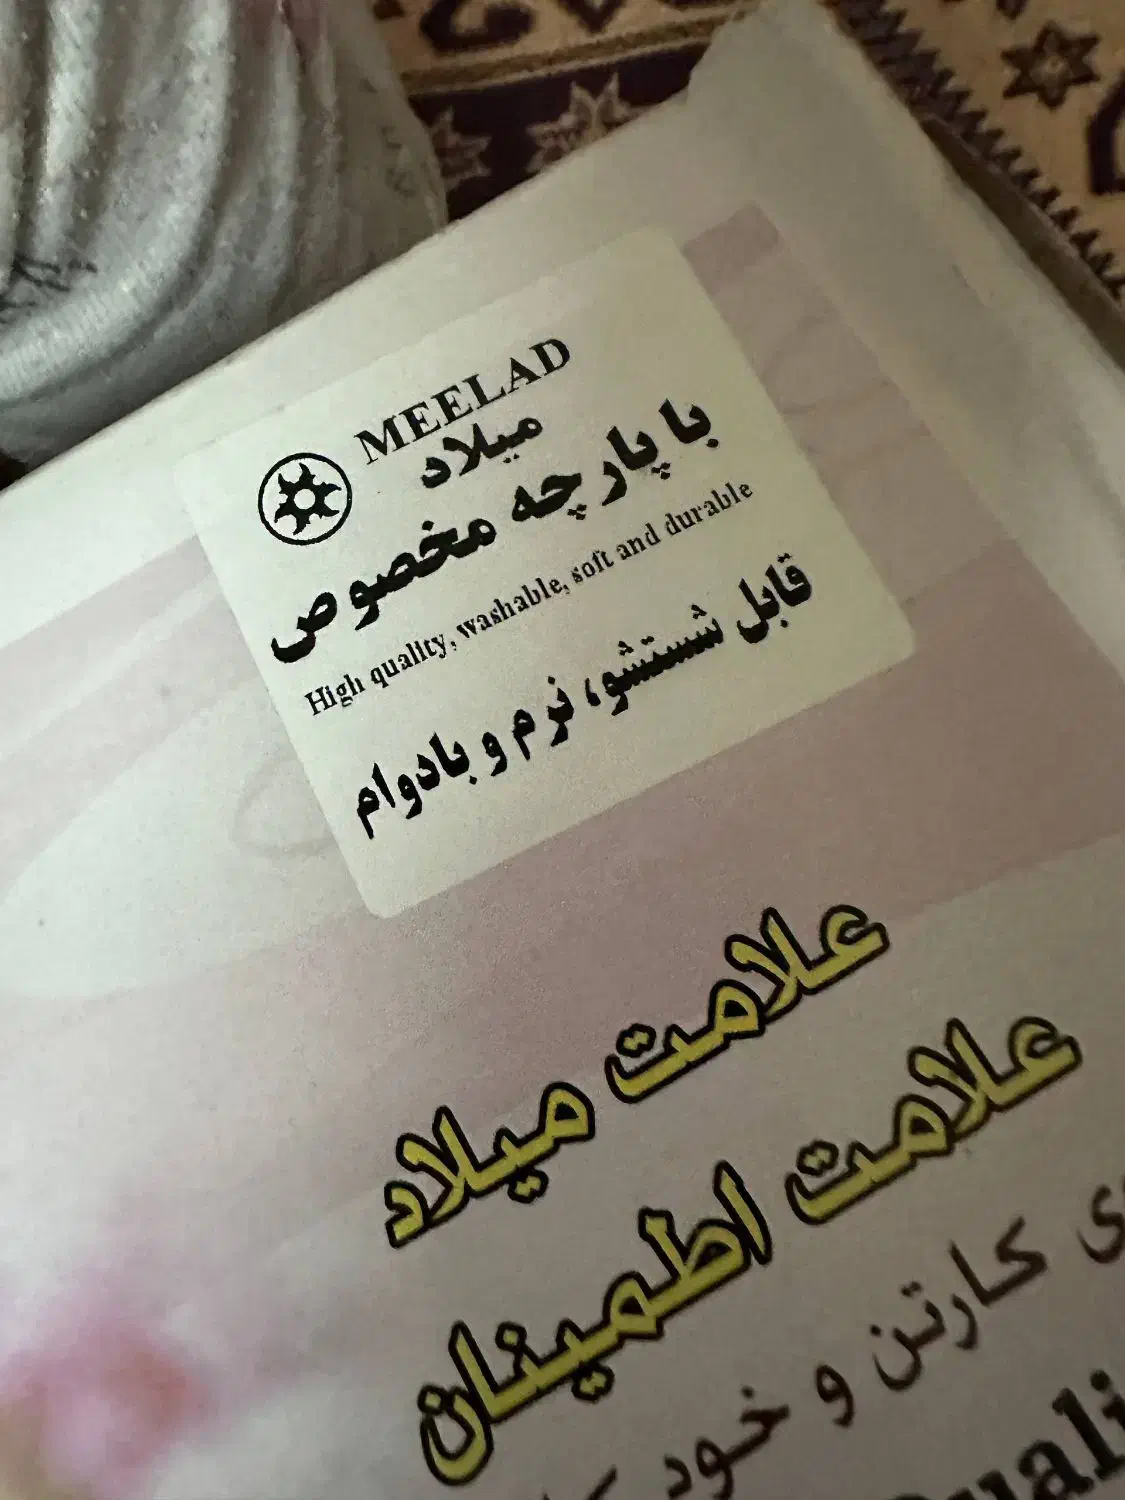 MEELAD
میلاد
با پارچه مخصوص
High quality, washable, soft and durable
قابل شستشو، نرم و بادوام
علامت میلاد
علامت اطمینان
کارتن و خود